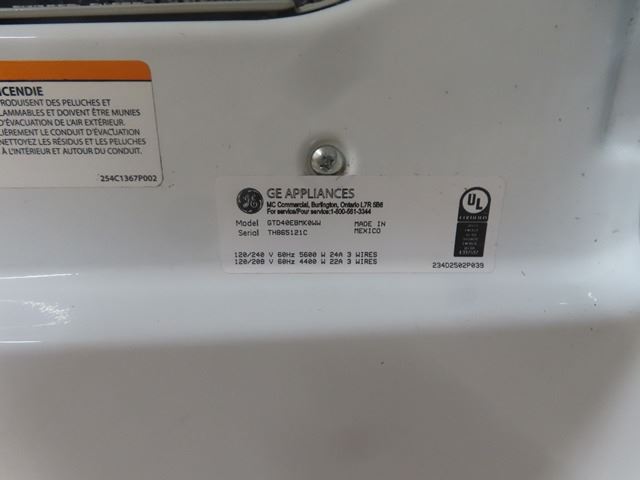 NCENDIE
RODUISENT DES PELUCHES ET
LAMMABLES ET DOIVENT ÊTRE MUNIES
D'ÉVACUATION DE L'AIR EXTÉRIEUR.
LIÈREMENT LE CONDUIT D'ÉVACUATION
NETTOYEZ LES RÉSIDUS ET LES PELUCHES
À L'INTÉRIEUR ET AUTOUR DU CONDUIT.
254C1367P002
GE APPLIANCES
MC Commercial, Burlington, Ontario L7R 5B6
For service/Pour service:1-800-561-3344
Model GTD40EBMK0WW MADE IN
Serial TH865121C MEXICO
120/240 V 60Hz 5600 W 24A 3 WIRES
120/208 V 60Hz 4400 W 22A 3 WIRES
UL
CERTIFIED
234D2502P039